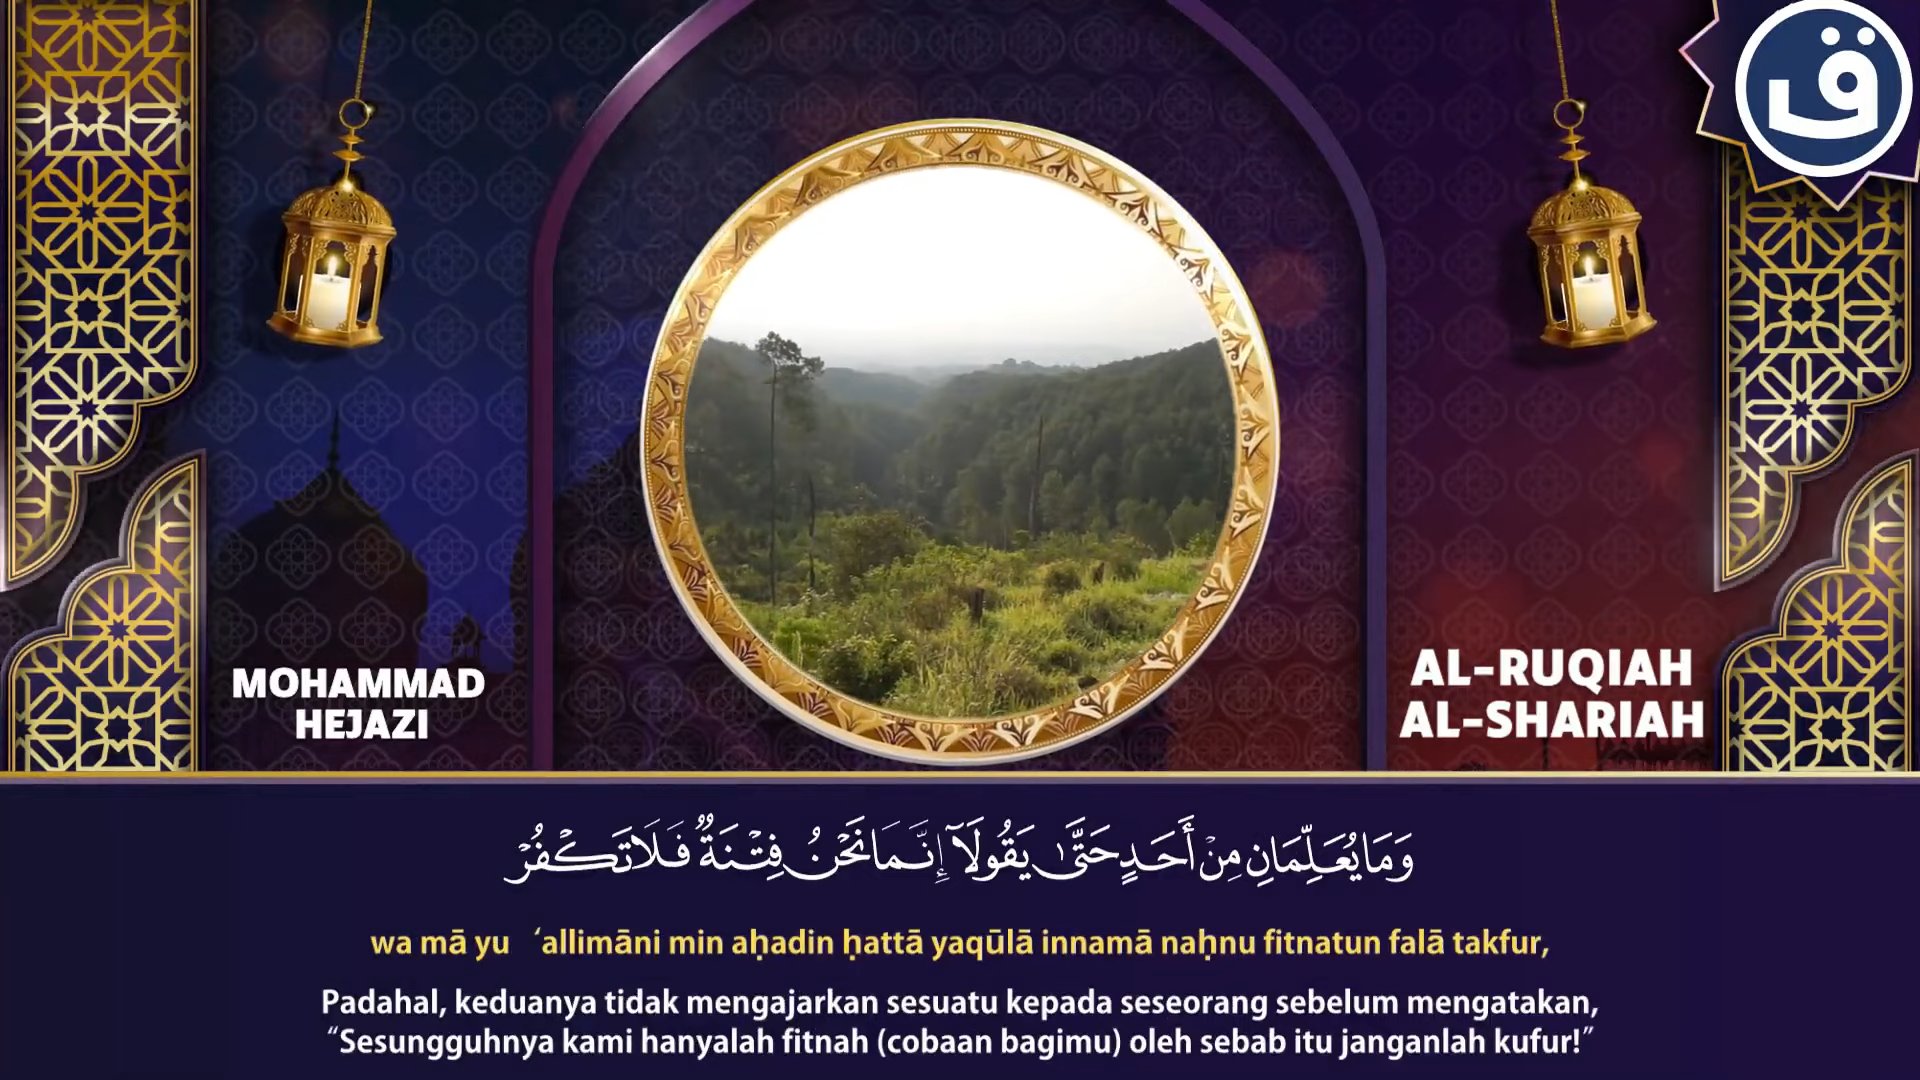 ق
MOHAMMAD
HEJAZI
AL-RUQIAH
AL-SHARIAH
وَمَا يُعَلِّمَانِ مِنْ أَحَدٍ حَتَّىٰ يَقُولَآ إِنَّمَا نَحْنُ فِتْنَةٌ فَلَا تَكْفُرْ
wa mā yu ‘allimāni min aḥadin ḥattā yaqūlā innamā naḥnu fitnatun falā takfur,
Padahal, keduanya tidak mengajarkan sesuatu kepada seseorang sebelum mengatakan,
“Sesungguhnya kami hanyalah fitnah (cobaan bagimu) oleh sebab itu janganlah kufur!”